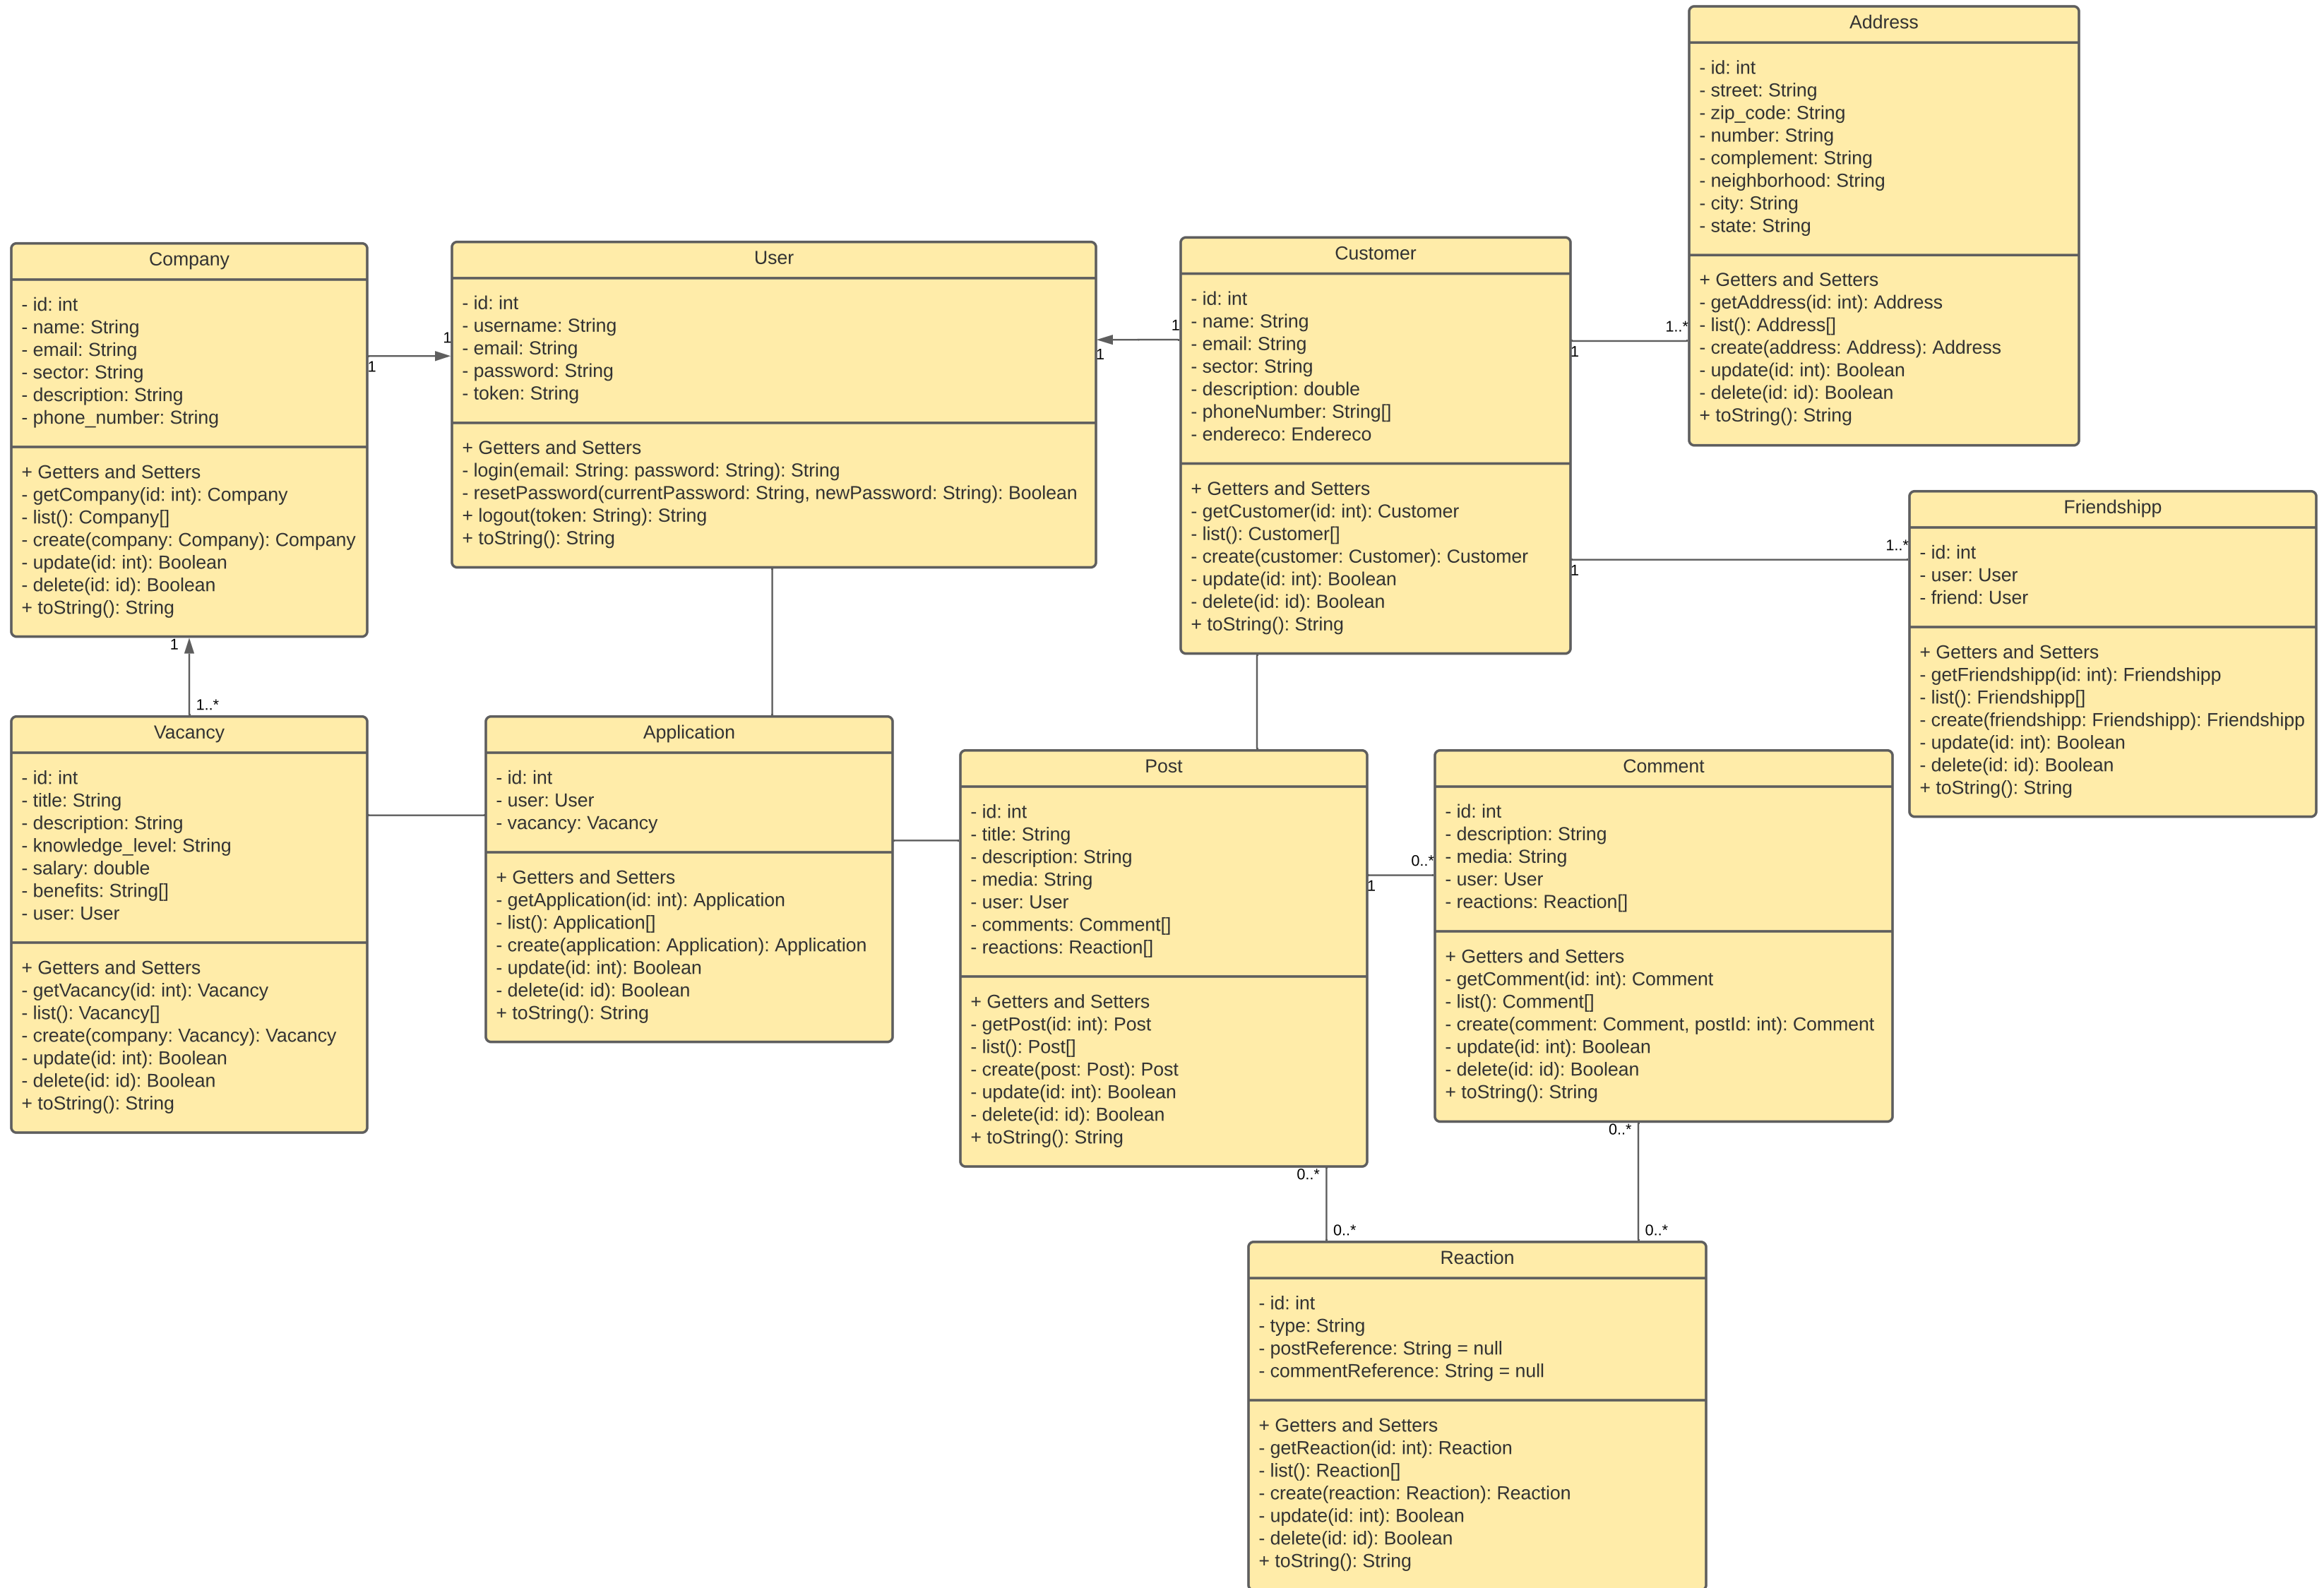 Address
- id: int
- street: String
- zip_code: String
- number: String
- complement: String
- neighborhood: String
- city: String
- state: String
+ Getters and Setters
- getAddress(id: int): Address
- list(): Address[]
- create(address: Address): Address
- update(id: int): Boolean
- delete(id: id): Boolean
+ toString(): String
Company
- id: int
- name: String
- email: String
- sector: String
- description: String
- phone_number: String
+ Getters and Setters
- getCompany(id: int): Company
- list(): Company[]
- create(company: Company): Company
- update(id: int): Boolean
- delete(id: id): Boolean
+ toString(): String
1
1
User
- id: int
- username: String
- email: String
- password: String
- token: String
+ Getters and Setters
- login(email: String: password: String): String
- resetPassword(currentPassword: String, newPassword: String): Boolean
+ logout(token: String): String
+ toString(): String
1
1
Customer
- id: int
- name: String
- email: String
- sector: String
- description: double
- phoneNumber: String[]
- endereco: Endereco
+ Getters and Setters
- getCustomer(id: int): Customer
- list(): Customer[]
- create(customer: Customer): Customer
- update(id: int): Boolean
- delete(id: id): Boolean
+ toString(): String
1..*
1
1..*
1
Friendshipp
- id: int
- user: User
- friend: User
+ Getters and Setters
- getFriendshipp(id: int): Friendshipp
- list(): Friendshipp[]
- create(friendshipp: Friendshipp): Friendshipp
- update(id: int): Boolean
- delete(id: id): Boolean
+ toString(): String
1
1..*
Vacancy
- id: int
- title: String
- description: String
- knowledge_level: String
- salary: double
- benefits: String[]
- user: User
+ Getters and Setters
- getVacancy(id: int): Vacancy
- list(): Vacancy[]
- create(company: Vacancy): Vacancy
- update(id: int): Boolean
- delete(id: id): Boolean
+ toString(): String
Application
- id: int
- user: User
- vacancy: Vacancy
+ Getters and Setters
- getApplication(id: int): Application
- list(): Application[]
- create(application: Application): Application
- update(id: int): Boolean
- delete(id: id): Boolean
+ toString(): String
Post
- id: int
- title: String
- description: String
- media: String
- user: User
- comments: Comment[]
- reactions: Reaction[]
+ Getters and Setters
- getPost(id: int): Post
- list(): Post[]
- create(post: Post): Post
- update(id: int): Boolean
- delete(id: id): Boolean
+ toString(): String
0..*
1
Comment
- id: int
- description: String
- media: String
- user: User
- reactions: Reaction[]
+ Getters and Setters
- getComment(id: int): Comment
- list(): Comment[]
- create(comment: Comment, postId: int): Comment
- update(id: int): Boolean
- delete(id: id): Boolean
+ toString(): String
0..*
0..*
0..*
0..*
Reaction
- id: int
- type: String
- postReference: String = null
- commentReference: String = null
+ Getters and Setters
- getReaction(id: int): Reaction
- list(): Reaction[]
- create(reaction: Reaction): Reaction
- update(id: int): Boolean
- delete(id: id): Boolean
+ toString(): String